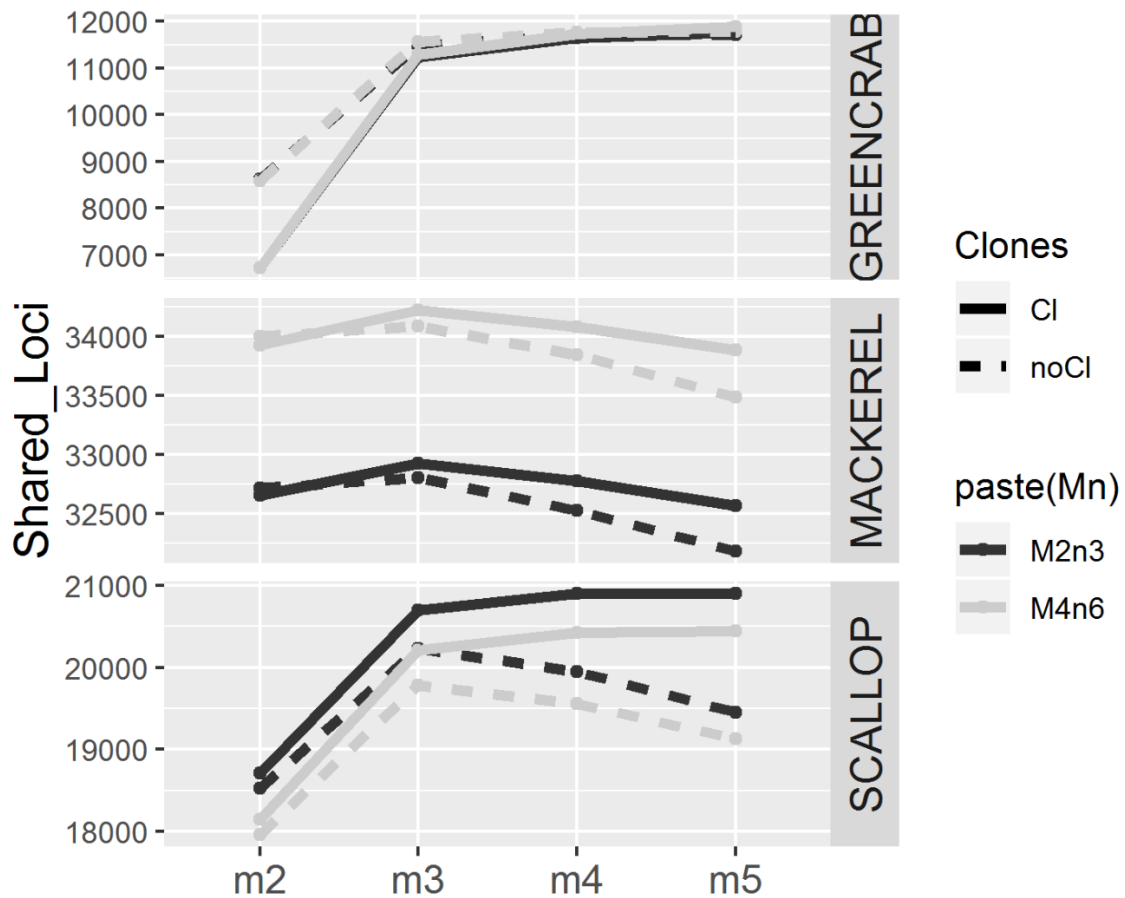 Shared_Loci
12000
11000
10000
9000
8000
7000
GREENCRAB
34000
33500
33000
32500
MACKEREL
21000
20000
19000
18000
SCALLOP
m2 m3 m4 m5
Clones
Cl
noCl
paste(Mn)
M2n3
M4n6